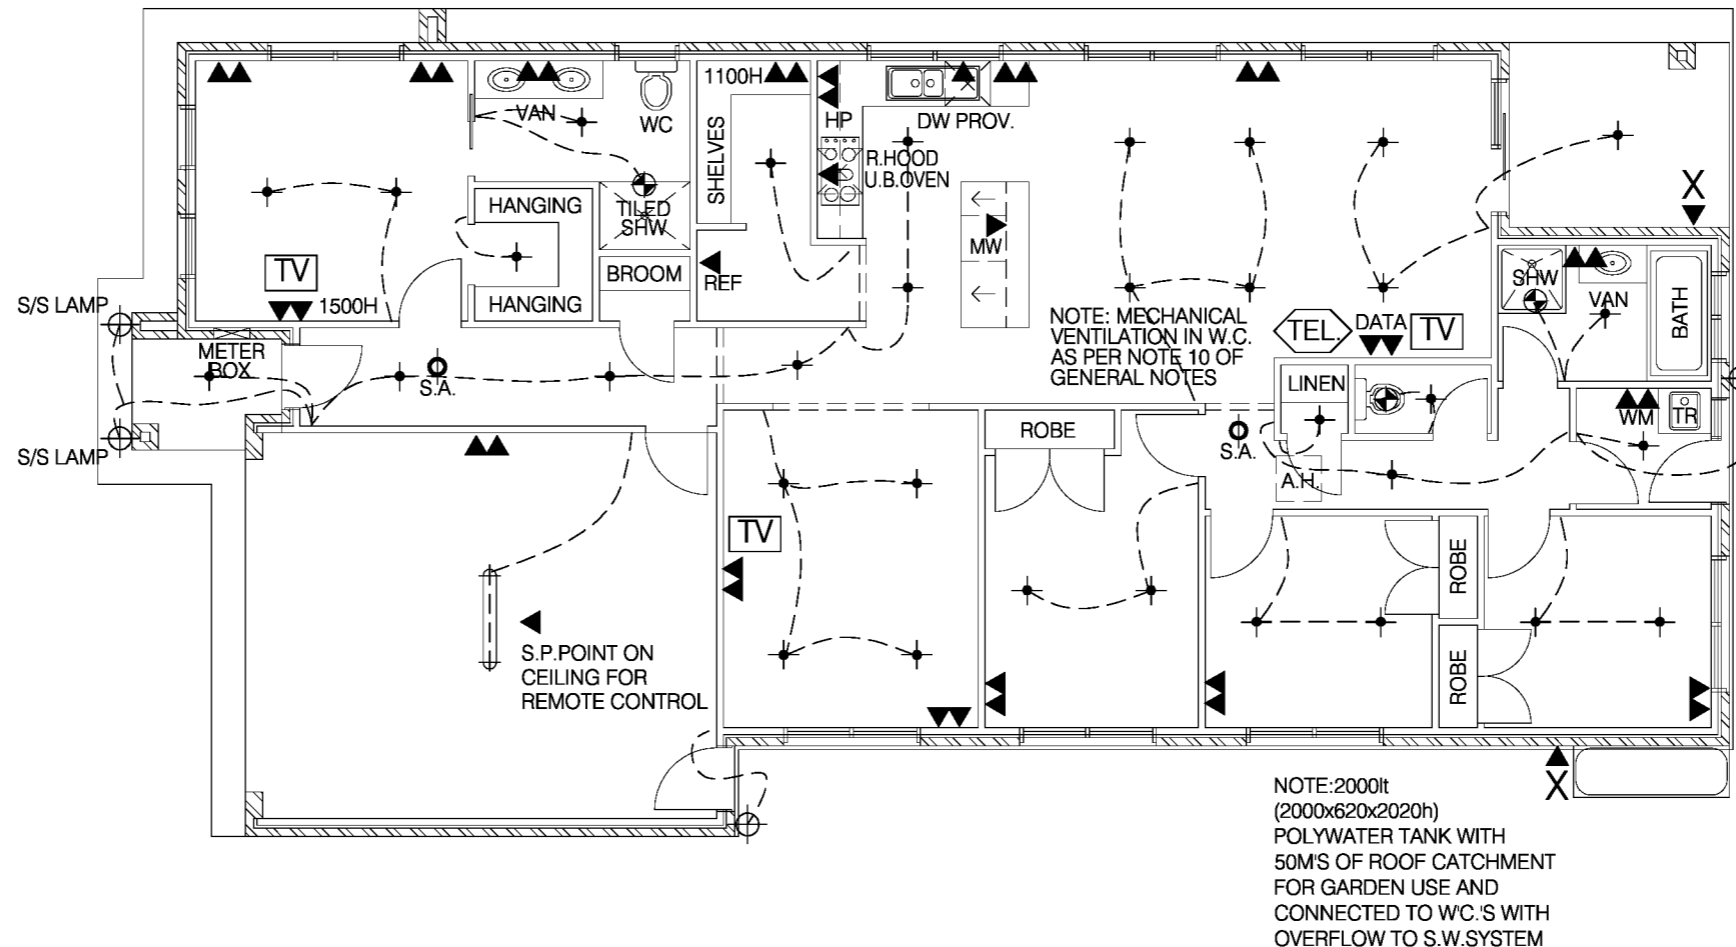 1100H
VAN
WC
SHELVES
HP
DW PROV.
R.HOOD
U.B.OVEN
X
HANGING
TILED
SHW
MW
TV
BROOM
REF
SHW
VAN
BATH
S/S LAMP
1500H
HANGING
NOTE: MECHANICAL
VENTILATION IN W.C.
AS PER NOTE 10 OF
GENERAL NOTES
TEL.
DATA
TV
METER
BOX
S.A.
LINEN
WM
TR
S/S LAMP
ROBE
S.A.
A.H.
TV
ROBE
S.P.POINT ON
CEILING FOR
REMOTE CONTROL
ROBE
X
NOTE:2000lt
(2000x620x2020h)
POLYWATER TANK WITH
50M'S OF ROOF CATCHMENT
FOR GARDEN USE AND
CONNECTED TO W'C.'S WITH
OVERFLOW TO S.W.SYSTEM